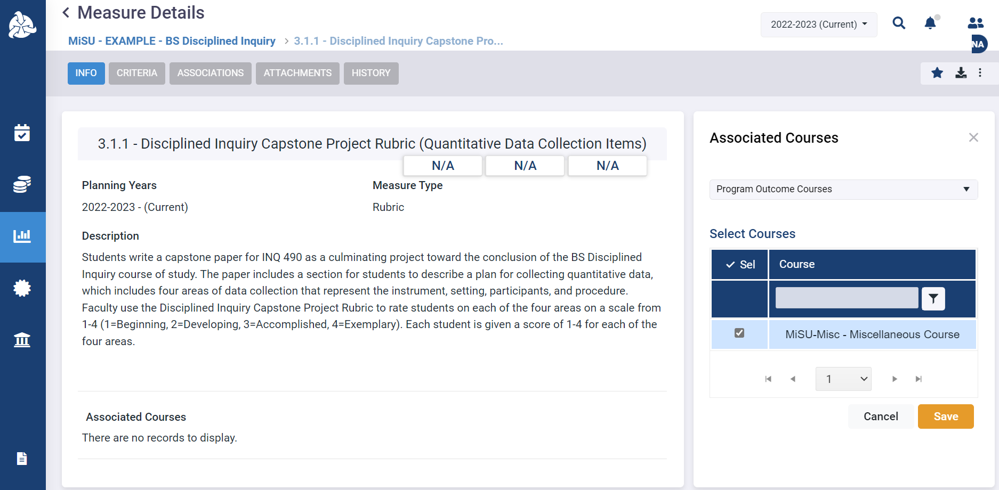 Measure Details
2022-2023 (Current)
MiSU - EXAMPLE - BS Disciplined Inquiry > 3.1.1 - Disciplined Inquiry Capstone Pro...
NA
INFO
CRITERIA
ASSOCIATIONS
ATTACHMENTS
HISTORY
3.1.1 - Disciplined Inquiry Capstone Project Rubric (Quantitative Data Collection Items)
N/A
N/A
N/A
Planning Years
2022-2023 - (Current)
Measure Type
Rubric
Description
Students write a capstone paper for INQ 490 as a culminating project toward the conclusion of the BS Disciplined
Inquiry course of study. The paper includes a section for students to describe a plan for collecting quantitative data,
which includes four areas of data collection that represent the instrument, setting, participants, and procedure.
Faculty use the Disciplined Inquiry Capstone Project Rubric to rate students on each of the four areas on a scale from
1-4 (1=Beginning, 2=Developing, 3=Accomplished, 4=Exemplary). Each student is given a score of 1-4 for each of the
four areas.
Associated Courses
There are no records to display.
Associated Courses
Program Outcome Courses
Select Courses
Sel
Course
MiSU-Misc - Miscellaneous Course
1
Cancel
Save